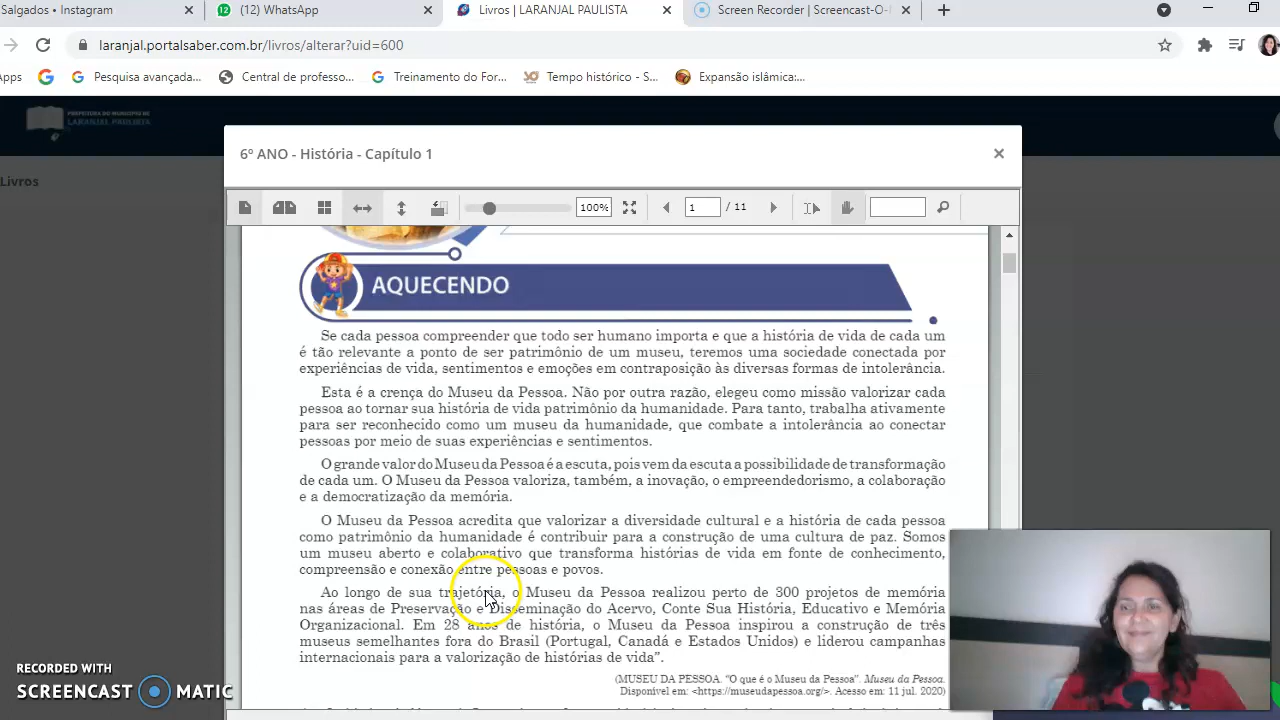 Salgados • Instagram
(12) WhatsApp
Livros | LARANJAL PAULISTA
Screen Recorder | Screencast-O-
laranjal.portalsaber.com.br/livros/alterar?uid=600
Apps
Pesquisa avançada...
Central de professo...
Treinamento do For...
Tempo histórico - S...
Expansão islâmica:...
PREFEITURA DO MUNICIPIO DE
LARANJAL PAULISTA
Livros
6º ANO - História - Capítulo 1
100%
1 / 11
AQUECENDO
Se cada pessoa compreender que todo ser humano importa e que a história de vida de cada um
é tão relevante a ponto de ser patrimônio de um museu, teremos uma sociedade conectada por
experiências de vida, sentimentos e emoções em contraposição às diversas formas de intolerância.
Esta é a crença do Museu da Pessoa. Não por outra razão, elegeu como missão valorizar cada
pessoa ao tornar sua história de vida patrimônio da humanidade. Para tanto, trabalha ativamente
para ser reconhecido como um museu da humanidade, que combate a intolerância ao conectar
pessoas por meio de suas experiências e sentimentos.
O grande valor do Museu da Pessoa é a escuta, pois vem da escuta a possibilidade de transformação
de cada um. O Museu da Pessoa valoriza, também, a inovação, o empreendedorismo, a colaboração
e a democratização da memória.
O Museu da Pessoa acredita que valorizar a diversidade cultural e a história de cada pessoa
como patrimônio da humanidade é contribuir para a construção de uma cultura de paz. Somos
um museu aberto e colaborativo que transforma histórias de vida em fonte de conhecimento,
compreensão e conexão entre pessoas e povos.
Ao longo de sua trajetória, o Museu da Pessoa realizou perto de 300 projetos de memória
nas áreas de Preservação e Disseminação do Acervo, Conte Sua História, Educativo e Memória
Organizacional. Em 28 anos de história, o Museu da Pessoa inspirou a construção de três
museus semelhantes fora do Brasil (Portugal, Canadá e Estados Unidos) e liderou campanhas
internacionais para a valorização de histórias de vida”.
(MUSEU DA PESSOA. “O que é o Museu da Pessoa”. Museu da Pessoa.
Disponível em: <https://museudapessoa.org/>. Acesso em: 11 jul. 2020)
RECORDED WITH
SCREENCAST MATIC